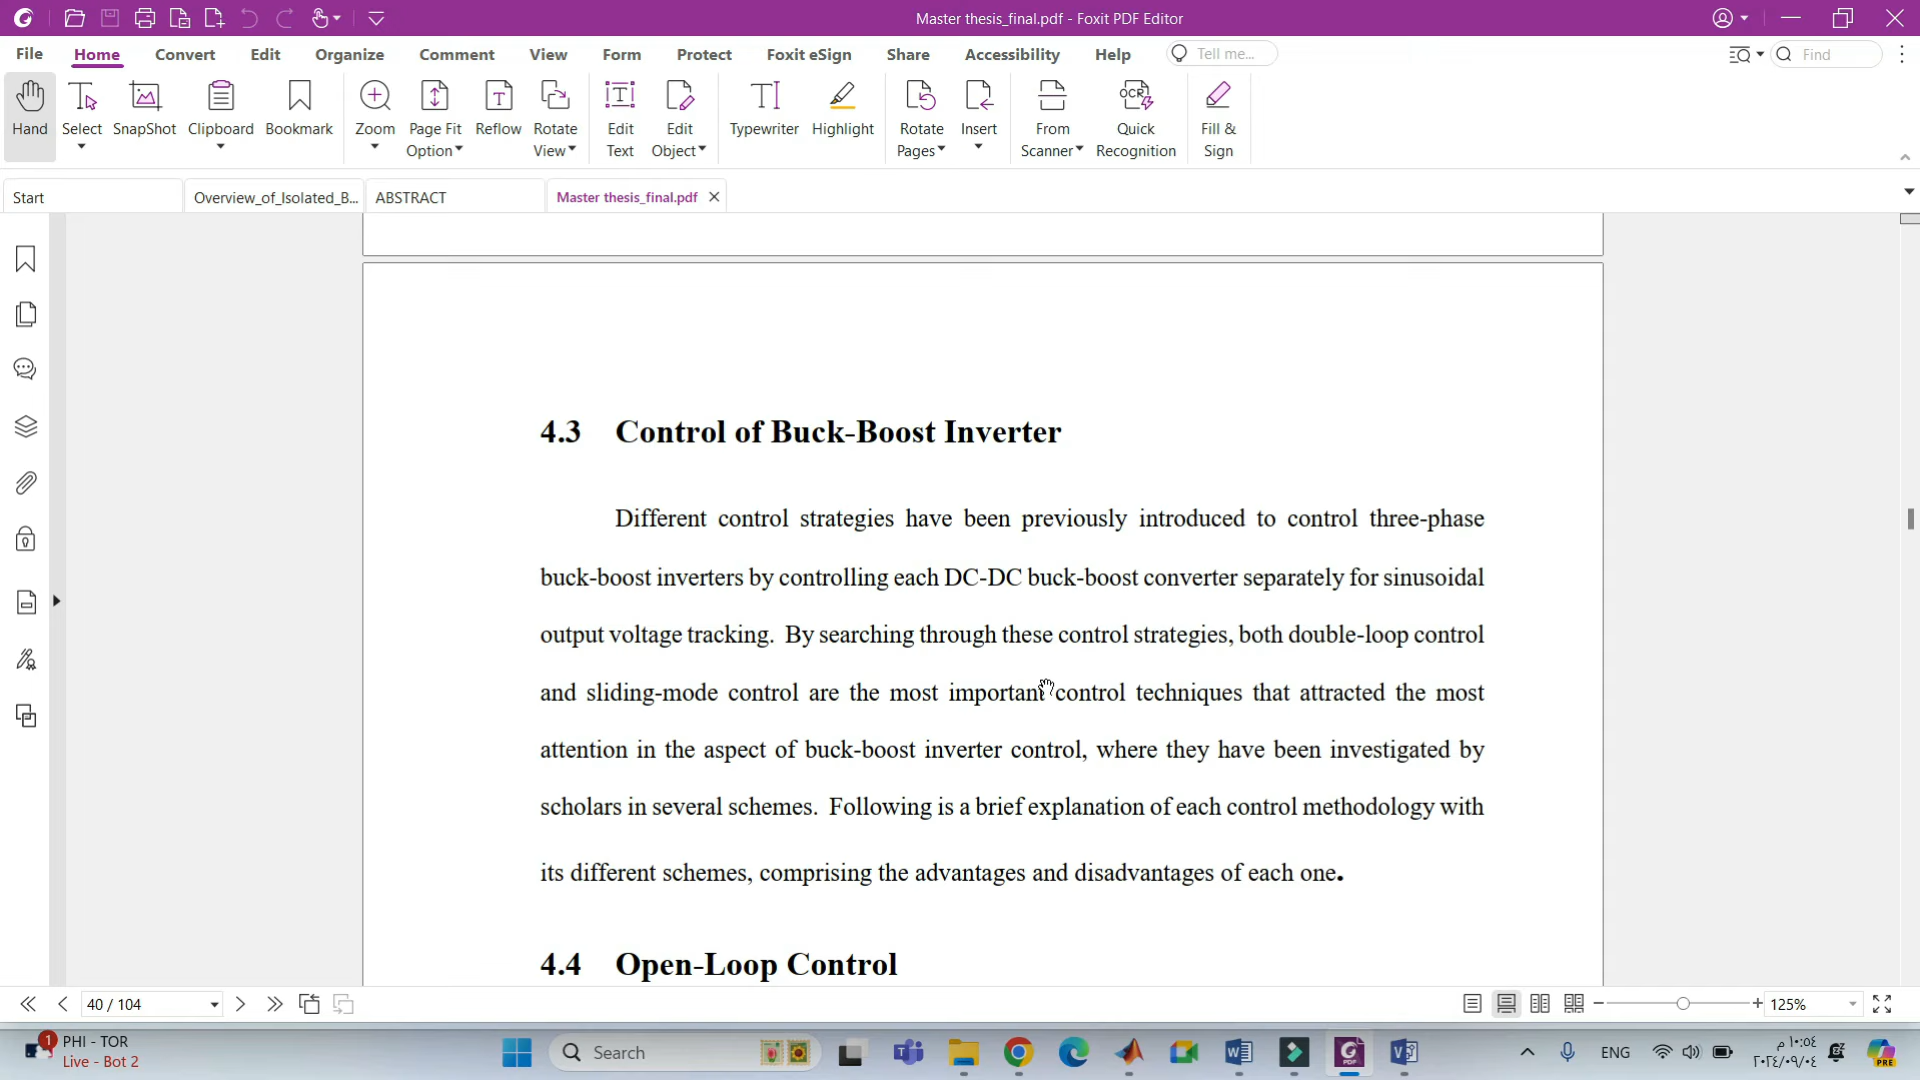 Master thesis_final.pdf - Foxit PDF Editor
File Home Convert Edit Organize Comment View Form Protect Foxit eSign Share Accessibility Help Tell me... Find
Hand Select SnapShot Clipboard Bookmark Zoom Page Fit Option Reflow Rotate View Edit Text Edit Object Typewriter Highlight Rotate Pages Insert From Scanner Quick Recognition Fill & Sign
Start Overview_of_Isolated_B... ABSTRACT Master thesis_final.pdf
4.3 Control of Buck-Boost Inverter
Different control strategies have been previously introduced to control three-phase
buck-boost inverters by controlling each DC-DC buck-boost converter separately for sinusoidal
output voltage tracking. By searching through these control strategies, both double-loop control
and sliding-mode control are the most important control techniques that attracted the most
attention in the aspect of buck-boost inverter control, where they have been investigated by
scholars in several schemes. Following is a brief explanation of each control methodology with
its different schemes, comprising the advantages and disadvantages of each one.
4.4 Open-Loop Control
40 / 104 125%
1 PHI - TOR
Live - Bot 2
Search
ENG
١٠:٥٤ م
٢٠٢٤/٠٩/٠٤
PRE